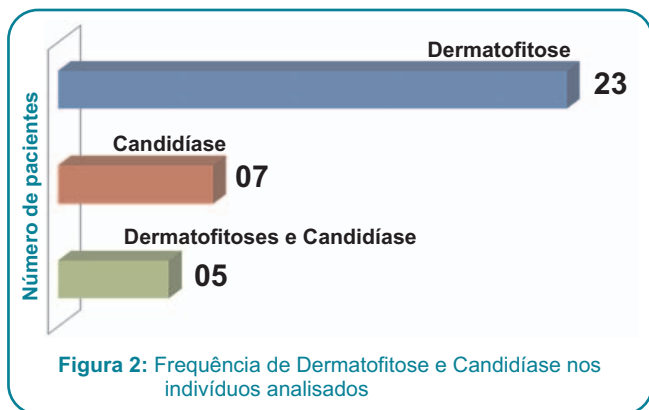 Número de pacientes
Dermatofitose
23
Candidíase
07
Dermatofitoses e Candidíase
05
Figura 2: Frequência de Dermatofitose e Candidíase nos
indivíduos analisados